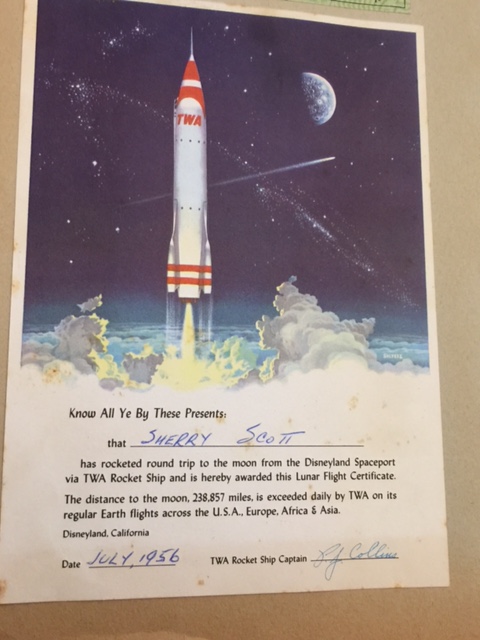 TWA
Know All Ye By These Presents:
that SHERRY SCOTT
has rocketed round trip to the moon from the Disneyland Spaceport
via TWA Rocket Ship and is hereby awarded this Lunar Flight Certificate.
The distance to the moon, 238,857 miles, is exceeded daily by TWA on its
regular Earth flights across the U.S.A., Europe, Africa & Asia.
Disneyland, California
Date JULY, 1956 TWA Rocket Ship Captain Collins